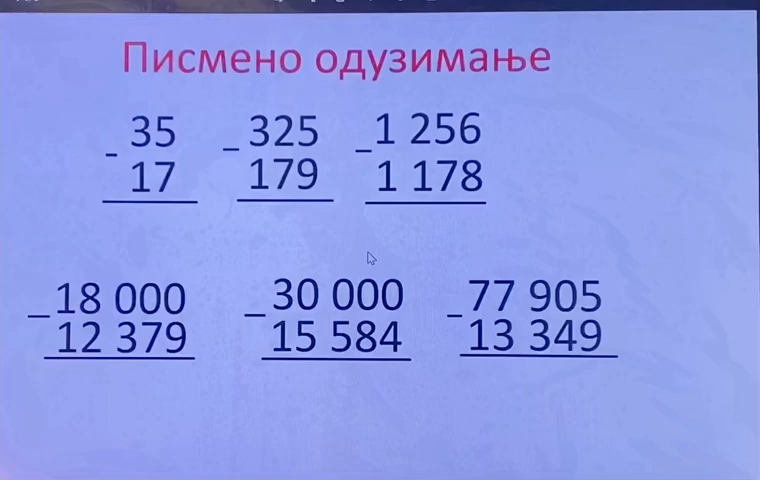 Писмено одузимање
- 35
17
- 325
179
- 1 256
1 178
- 18 000
12 379
- 30 000
15 584
- 77 905
13 349